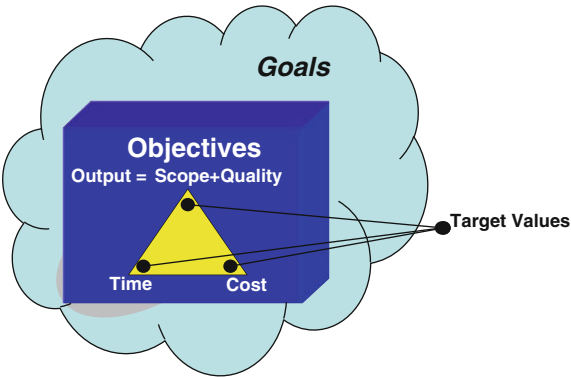 Goals
Objectives
Output = Scope+Quality
Target Values
Time
Cost